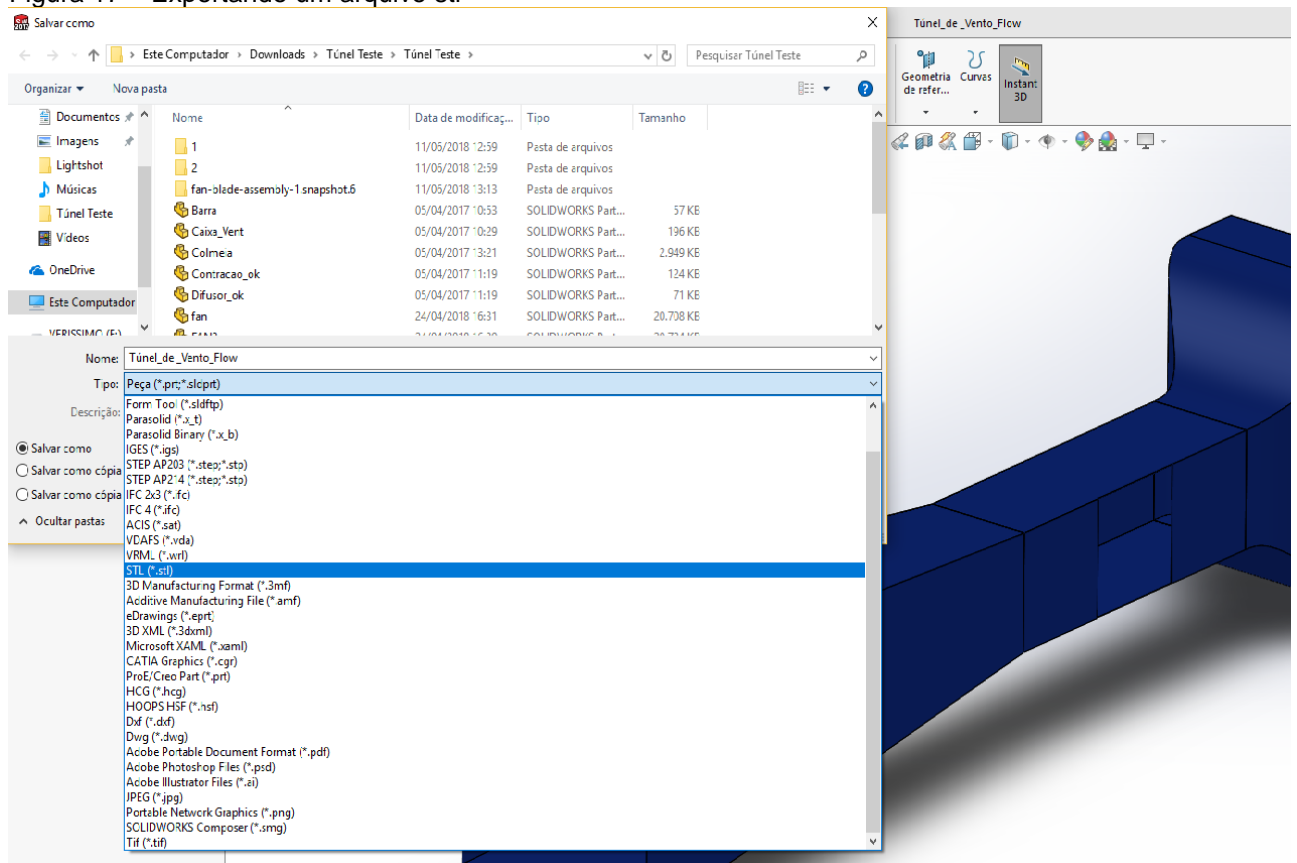 Figura 47 – Exportando um arquivo stl
Salvar como
Túnel_de_Vento_Flow
Este Computador > Downloads > Túnel Teste > Túnel Teste >
Pesquisar Túnel Teste
Organizar
Nova pasta
Geometria de refer...
Curvas
Instant 3D
Nome
Data de modificaç...
Tipo
Tamanho
Documentos
Imagens
Lightshot
Músicas
Túnel Teste
Vídeos
OneDrive
Este Computador
VERISSIMO (F:)
1 11/05/2018 12:59 Pasta de arquivos
2 11/05/2018 12:59 Pasta de arquivos
fan-blade-assembly-1.snapshot.6 11/05/2018 13:13 Pasta de arquivos
Barra 05/04/2017 10:53 SOLIDWORKS Part... 57 KB
Caixa_Vent 05/04/2017 10:29 SOLIDWORKS Part... 196 KB
Colmeia 05/04/2017 13:21 SOLIDWORKS Part... 2.949 KB
Contracao_ok 05/04/2017 11:19 SOLIDWORKS Part... 124 KB
Difusor_ok 05/04/2017 11:19 SOLIDWORKS Part... 71 KB
fan 24/04/2018 16:31 SOLIDWORKS Part... 20.708 KB
Nome: Túnel_de_Vento_Flow
Tipo: Peça (*.prt;*.sldprt)
Descrição:
Salvar como
Salvar como cópia
Salvar como cópia
Ocultar pastas
Form Tool (*.sldftp)
Parasolid (*.x_t)
Parasolid Binary (*.x_b)
IGES (*.igs)
STEP AP203 (*.step;*.stp)
STEP AP214 (*.step;*.stp)
IFC 2x3 (*.ifc)
IFC 4 (*.ifc)
ACIS (*.sat)
VDAFS (*.vda)
VRML (*.wrl)
STL (*.stl)
3D Manufacturing Format (*.3mf)
Additive Manufacturing File (*.amf)
eDrawings (*.eprt)
3D XML (*.3dxml)
Microsoft XAML (*.xaml)
CATIA Graphics (*.cgr)
ProE/Creo Part (*.prt)
HCG (*.hcg)
HOOPS HSF (*.hsf)
Dxf (*.dxf)
Dwg (*.dwg)
Adobe Portable Document Format (*.pdf)
Adobe Photoshop Files (*.psd)
Adobe Illustrator Files (*.ai)
JPEG (*.jpg)
Portable Network Graphics (*.png)
SOLIDWORKS Composer (*.smg)
Tif (*.tif)